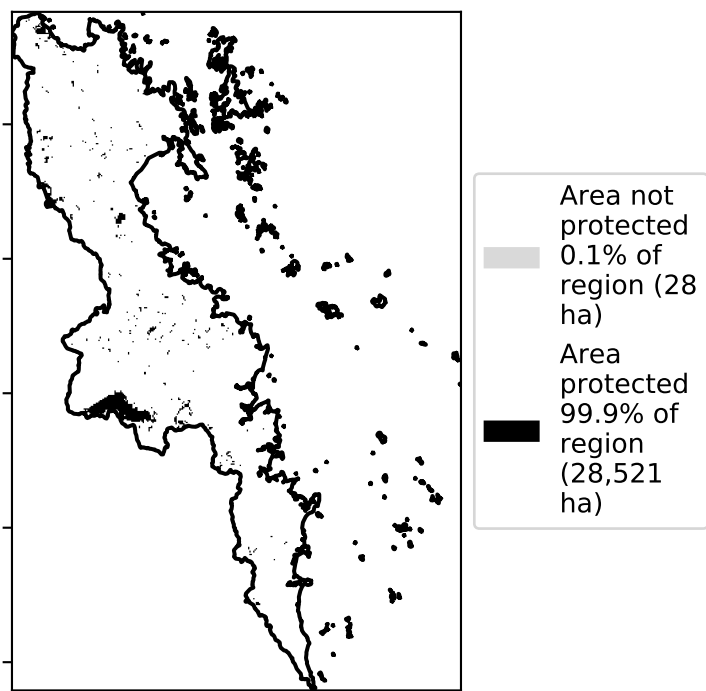 Area not
protected
0.1% of
region (28
ha)
Area
protected
99.9% of
region
(28,521
ha)